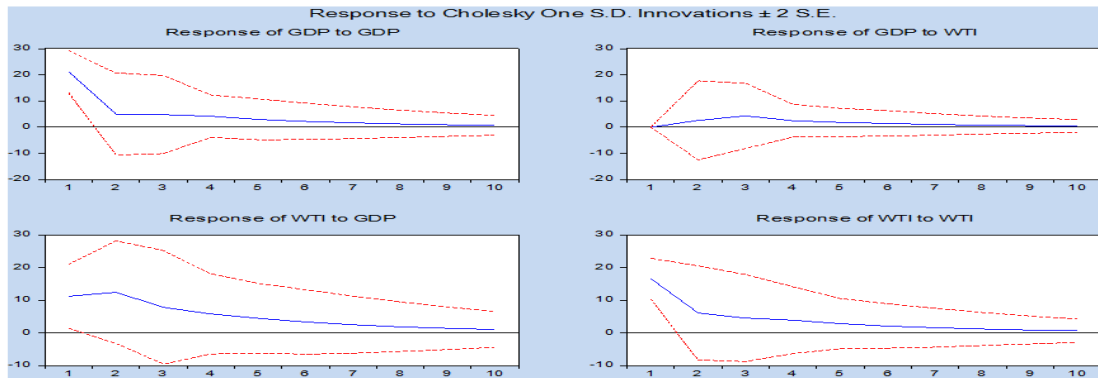 Response to Cholesky One S.D. Innovations ± 2 S.E.
Response of GDP to GDP
30
20
10
0
-10
-20
1 2 3 4 5 6 7 8 9 10
Response of GDP to WTI
30
20
10
0
-10
-20
1 2 3 4 5 6 7 8 9 10
Response of WTI to GDP
30
20
10
0
-10
1 2 3 4 5 6 7 8 9 10
Response of WTI to WTI
30
20
10
0
-10
1 2 3 4 5 6 7 8 9 10